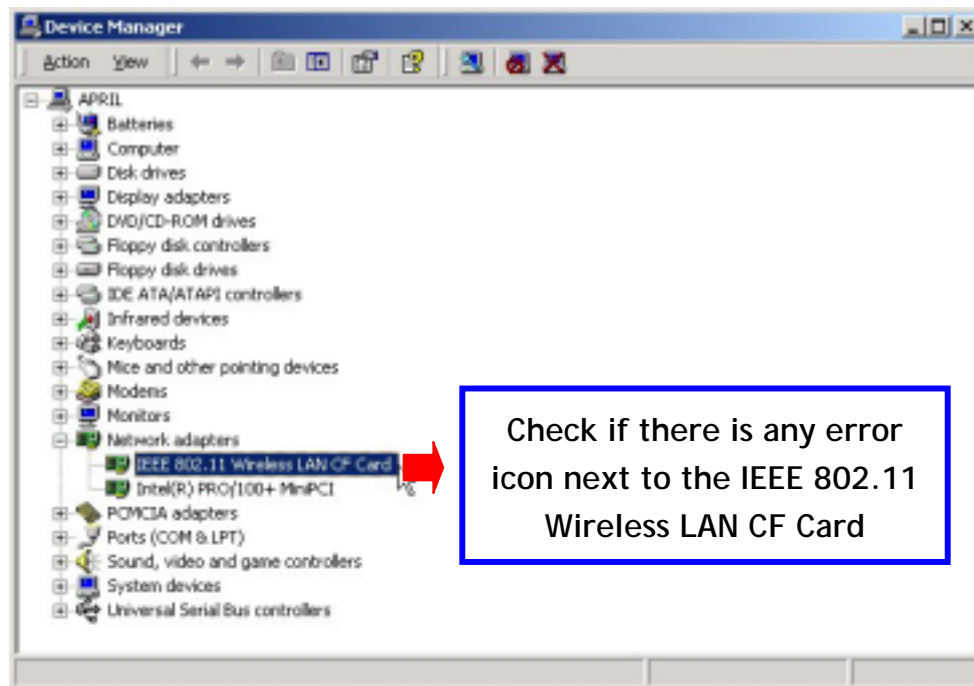 Device Manager
Action View
APRIL
Batteries
Computer
Disk drives
Display adapters
DVD/CD-ROM drives
Floppy disk controllers
Floppy disk drives
IDE ATA/ATAPI controllers
Infrared devices
Keyboards
Mice and other pointing devices
Modems
Monitors
Network adapters
IEEE 802.11 Wireless LAN CF Card
Intel(R) PRO/100+ MiniPCI
PCMCIA adapters
Ports (COM & LPT)
Sound, video and game controllers
System devices
Universal Serial Bus controllers
Check if there is any error
icon next to the IEEE 802.11
Wireless LAN CF Card